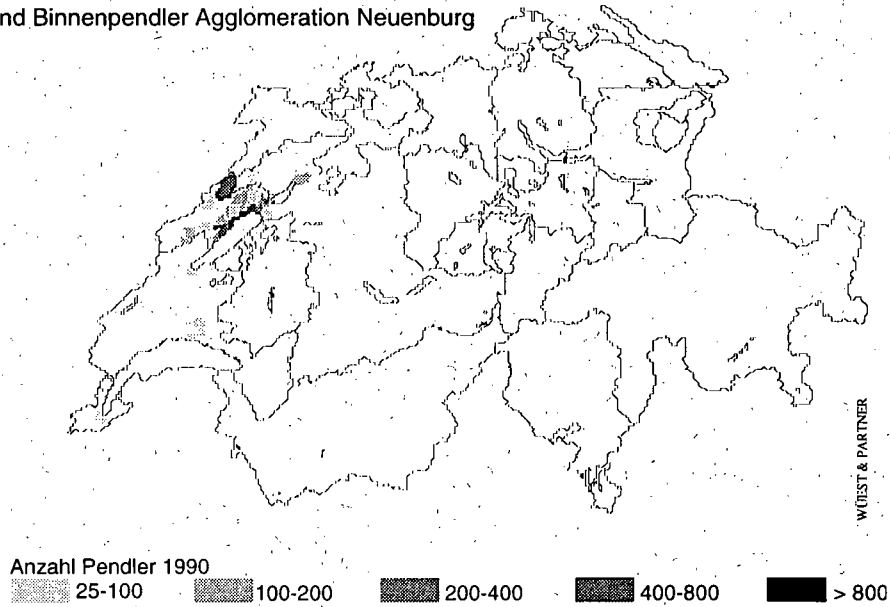 nd Binnenpendler Agglomeration Neuenburg
WÜEST & PARTNER
Anzahl Pendler 1990
25-100 100-200 200-400 400-800 > 800